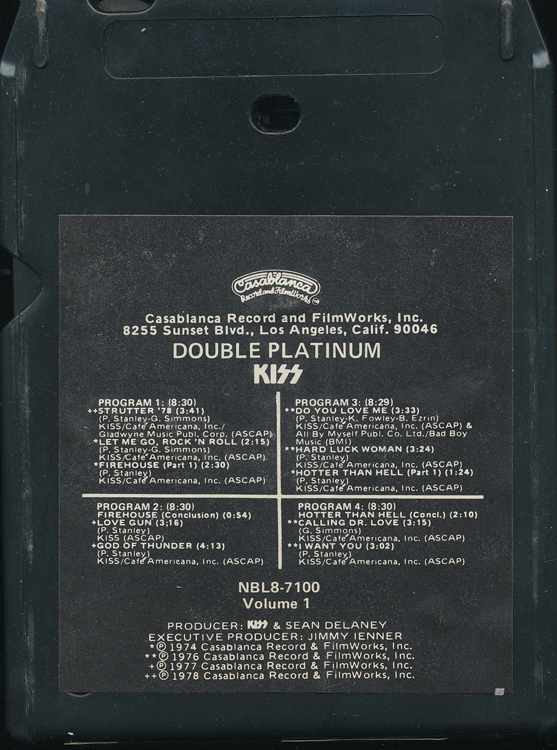 Casablanca
Record and FilmWorks
Casablanca Record and FilmWorks, Inc.
8255 Sunset Blvd., Los Angeles, Calif. 90046
DOUBLE PLATINUM
KISS
PROGRAM 1: (8:30)
++STRUTTER '78 (3:41)
(P. Stanley-G. Simmons)
KISS/Cafe Americana, Inc./
Gladwyne Music Publ. Corp. (ASCAP)
*LET ME GO, ROCK 'N ROLL (2:15)
(P. Stanley-G. Simmons)
KISS/Cafe Americana, Inc. (ASCAP)
*FIREHOUSE (Part 1) (2:30)
(P. Stanley)
KISS/Cafe Americana, Inc. (ASCAP)
PROGRAM 3: (8:29)
**DO YOU LOVE ME (3:33)
(P. Stanley-K. Fowley-B. Ezrin)
KISS/Cafe Americana, Inc. (ASCAP) &
All By Myself Publ. Co. Ltd./Bad Boy
Music (BMI)
**HARD LUCK WOMAN (3:24)
(P. Stanley)
KISS/Cafe Americana, Inc. (ASCAP)
*HOTTER THAN HELL (Part 1) (1:24)
(P. Stanley)
KISS/Cafe Americana, Inc. (ASCAP)
PROGRAM 2: (8:30)
FIREHOUSE (Conclusion) (0:54)
+LOVE GUN (3:16)
(P. Stanley)
KISS (ASCAP)
+GOD OF THUNDER (4:13)
(P. Stanley)
KISS/Cafe Americana, Inc. (ASCAP)
PROGRAM 4: (8:30)
HOTTER THAN HELL (Concl.) (2:10)
**CALLING DR. LOVE (3:15)
(G. Simmons)
KISS/Cafe Americana, Inc. (ASCAP)
**I WANT YOU (3:02)
(P. Stanley)
KISS/Cafe Americana, Inc. (ASCAP)
NBL8-7100
Volume 1
PRODUCER: KISS & SEAN DELANEY
EXECUTIVE PRODUCER: JIMMY IENNER
*Ⓟ 1974 Casablanca Record & FilmWorks, Inc.
**Ⓟ 1976 Casablanca Record & FilmWorks, Inc.
+Ⓟ 1977 Casablanca Record & FilmWorks, Inc.
++Ⓟ 1978 Casablanca Record & FilmWorks, Inc.